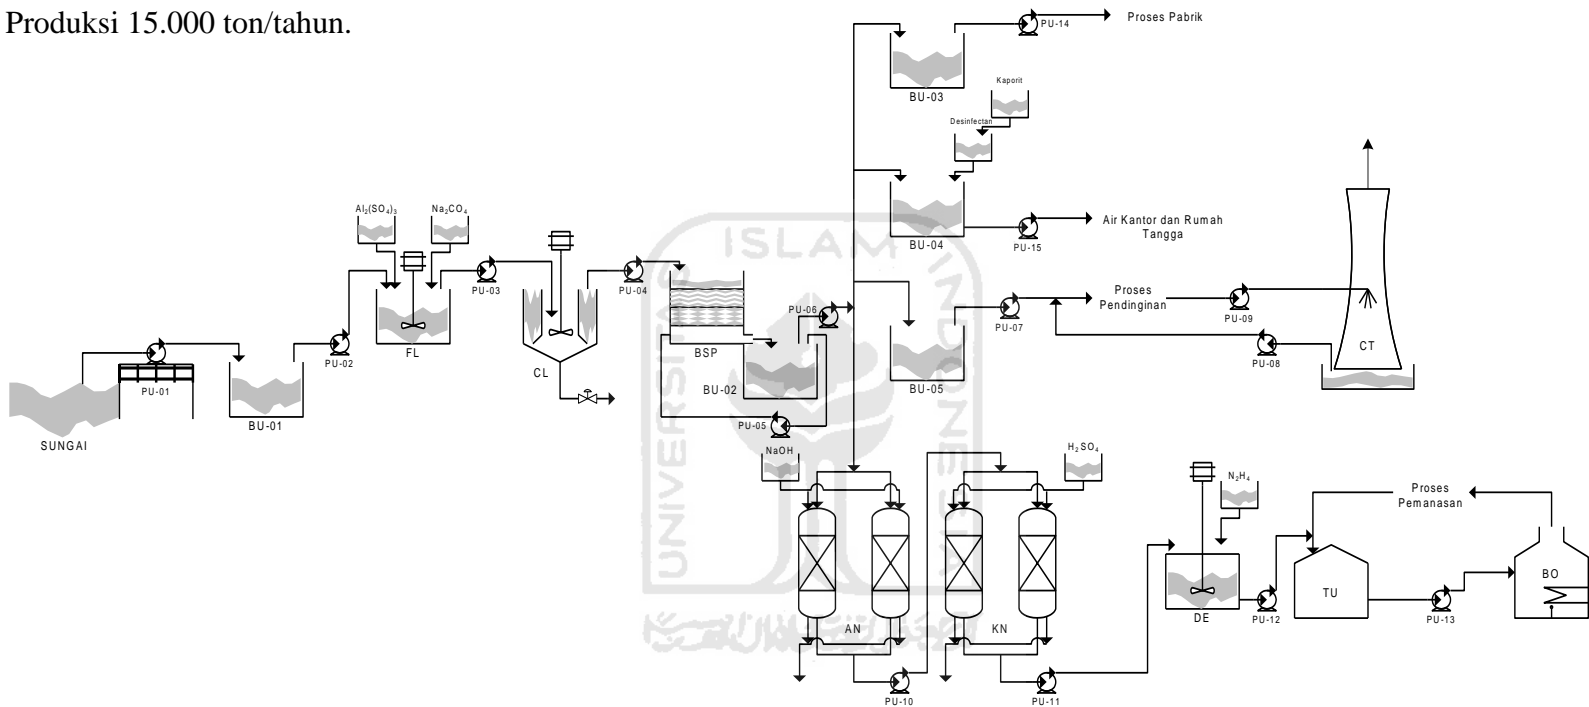 Produksi 15.000 ton/tahun.
PU-14
Proses Pabrik
BU-03
Kaporit
Desinfectan
BU-04
PU-15
Air Kantor dan Rumah
Tangga
Al₂(SO₄)₃
Na₂CO₄
PU-03
FL
PU-02
CL
PU-04
BSP
BU-02
PU-05
PU-06
PU-07
BU-05
Proses
Pendinginan
PU-09
PU-08
CT
PU-01
BU-01
SUNGAI
NaOH
H₂SO₄
AN
KN
PU-10
PU-11
N₂H₄
DE
PU-12
Proses
Pemanasan
TU
PU-13
BO
UNIVERSITAS
ISLAM
INDONESIA